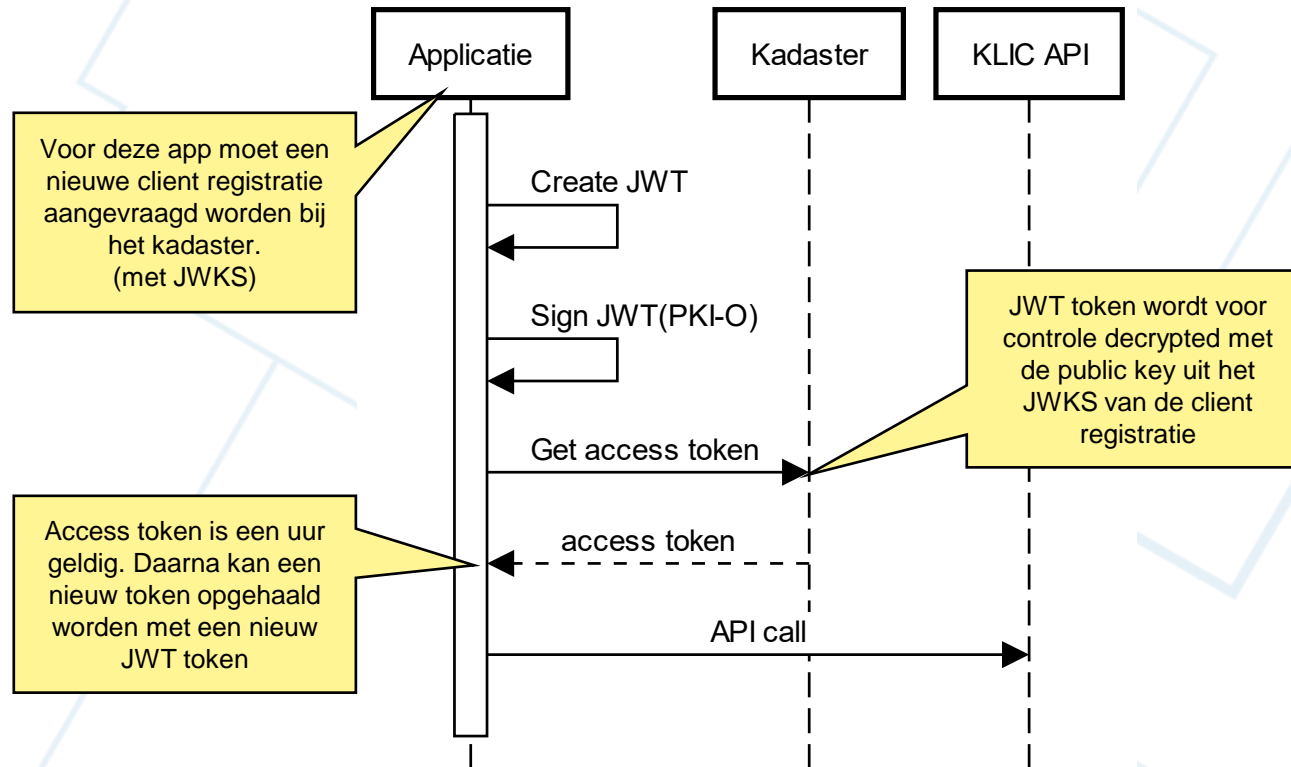 Applicatie
Kadaster
KLIC API
Voor deze app moet een
nieuwe client registratie
aangevraagd worden bij
het kadaster.
(met JWKS)
Create JWT
Sign JWT(PKI-O)
JWT token wordt voor
controle decrypted met
de public key uit het
JWKS van de client
registratie
Get access token
Access token is een uur
geldig. Daarna kan een
nieuw token opgehaald
worden met een nieuw
JWT token
access token
API call